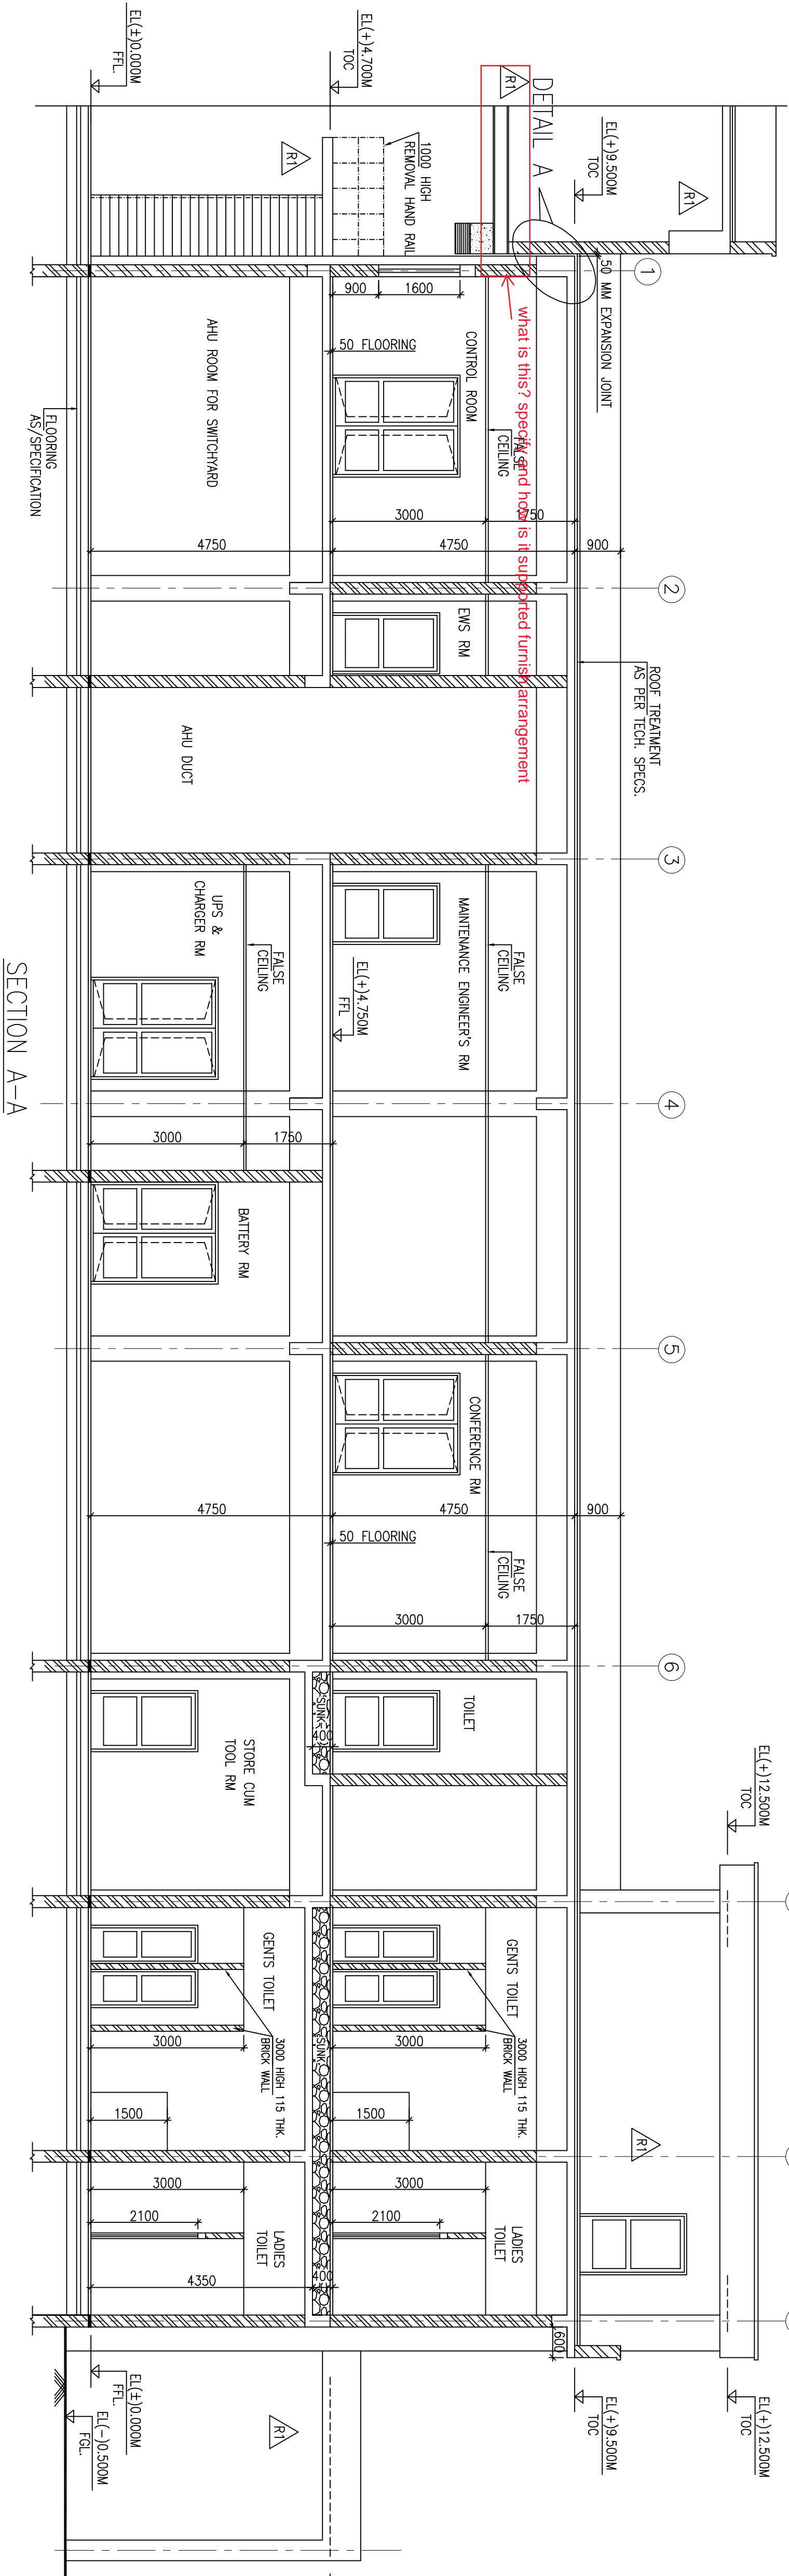 EL(+)12.500M
TOC
EL(+)12.500M
TOC
EL(+)9.500M
TOC
EL(+)9.500M
TOC
EL(+)4.700M
TOC
EL(±)0.000M
FFL.
EL(±)0.000M
FFL.
EL(-)0.500M
FGL.
R1
R1
R1
R1
R1
DETAIL A
50 MM EXPANSION JOINT
1000 HIGH
REMOVAL HAND RAIL
what is this? specify and how is it supported furnish arrangement
1
2
3
4
5
6
ROOF TREATMENT
AS PER TECH. SPECS.
900
900
CONTROL ROOM
900
1600
50 FLOORING
FALSE
CEILING
3000
1750
4750
4750
EWS RM
AHU ROOM FOR SWITCHYARD
FLOORING
AS/SPECIFICATION
AHU DUCT
MAINTENANCE ENGINEER'S RM
FALSE
CEILING
EL(+)4.750M
FFL
UPS &
CHARGER RM
FALSE
CEILING
3000
1750
BATTERY RM
CONFERENCE RM
FALSE
CEILING
50 FLOORING
3000
1750
4750
4750
TOILET
SUNK
400
STORE CUM
TOOL RM
GENTS TOILET
3000 HIGH 115 THK.
BRICK WALL
3000
1500
SUNK
GENTS TOILET
3000 HIGH 115 THK.
BRICK WALL
3000
1500
LADIES
TOILET
3000
2100
LADIES
TOILET
3000
2100
4350
400
600
SECTION A-A